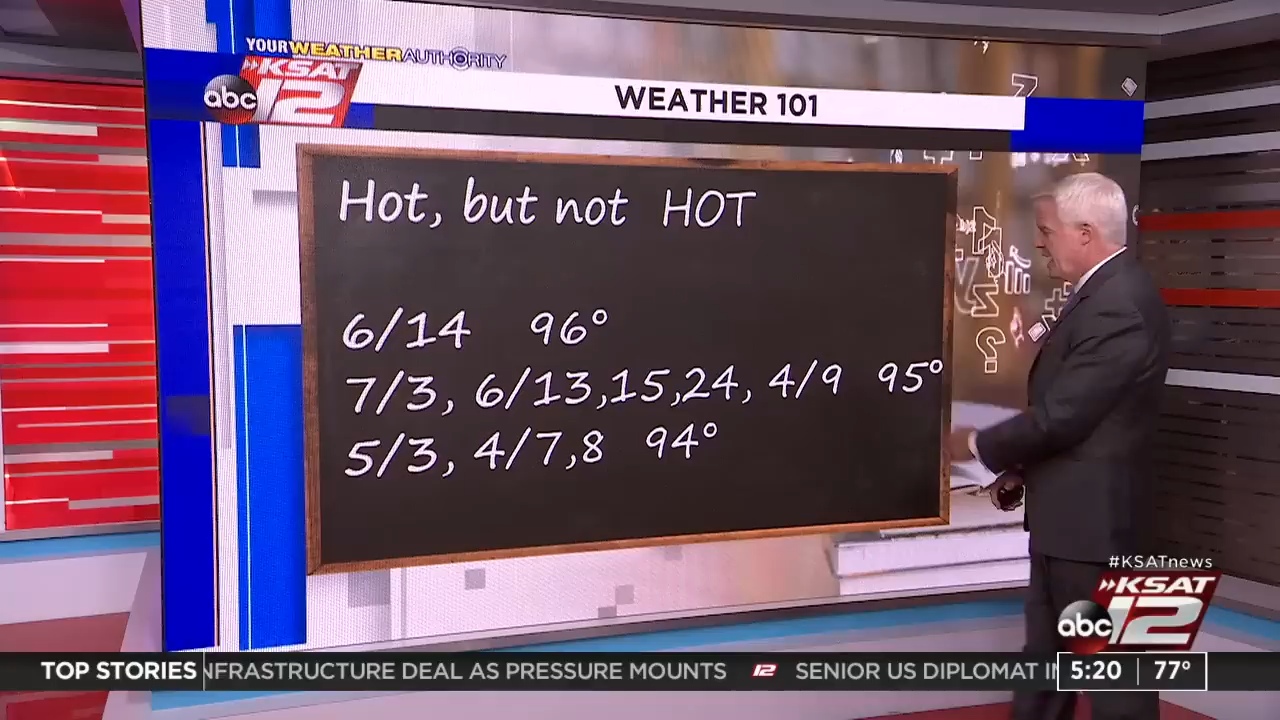 YOUR WEATHER AUTHORITY
KSAT
abc 12
WEATHER 101
Hot, but not HOT
6/14 96°
7/3, 6/13,15,24, 4/9 95°
5/3, 4/7,8 94°
#KSATnews
KSAT
abc 12
TOP STORIES NFRASTRUCTURE DEAL AS PRESSURE MOUNTS 12 SENIOR US DIPLOMAT IN 5:20 77°